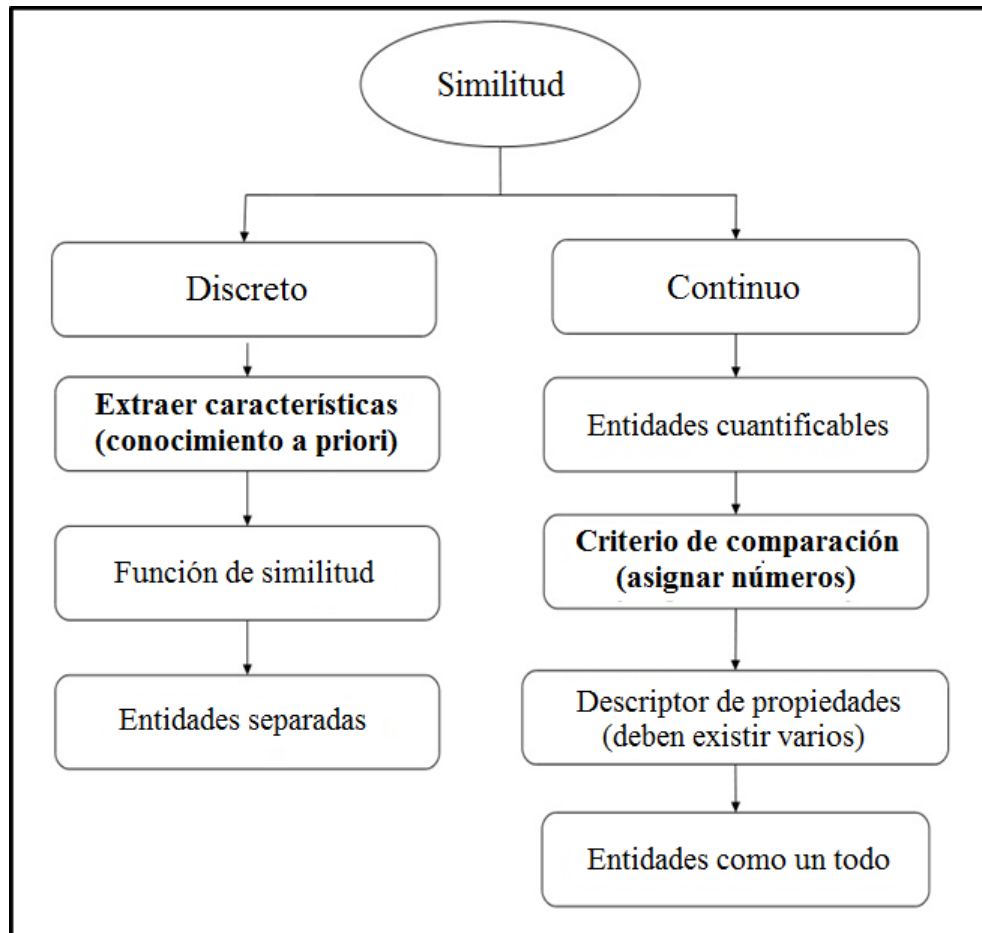 Similitud
Discreto
Extraer características
(conocimiento a priori)
Función de similitud
Entidades separadas
Continuo
Entidades cuantificables
Criterio de comparación
(asignar números)
Descriptor de propiedades
(deben existir varios)
Entidades como un todo